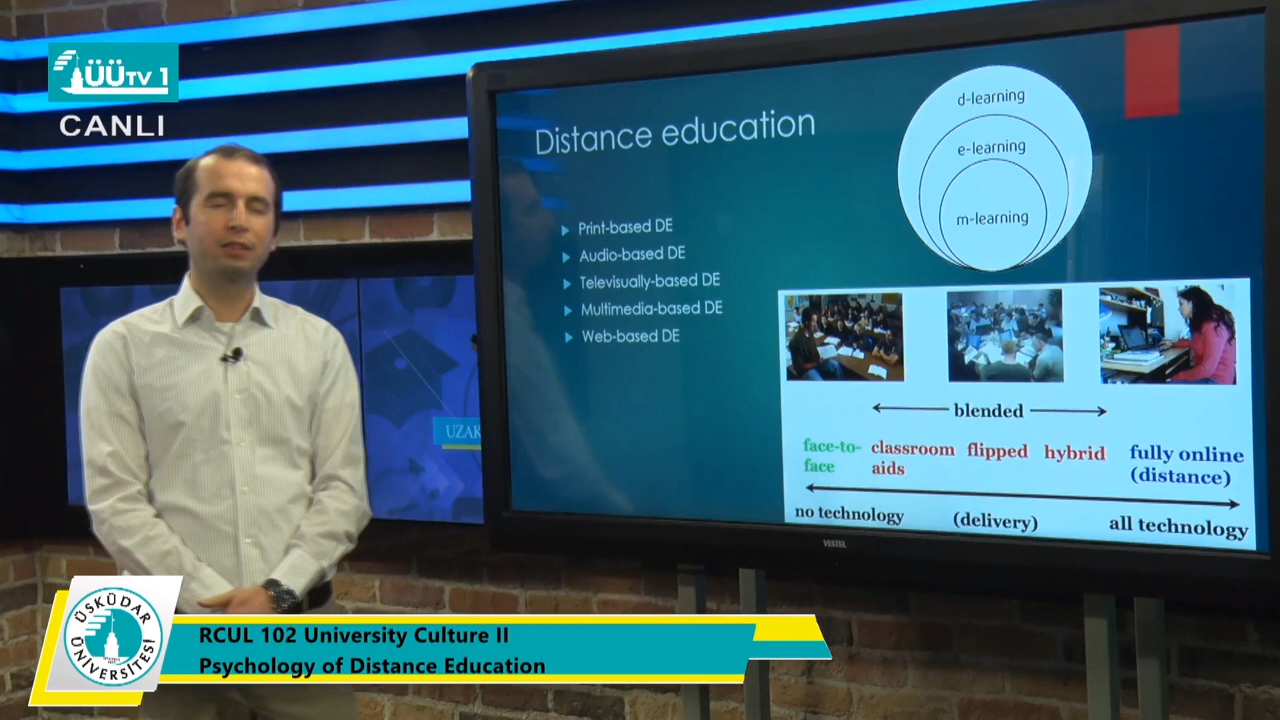 ÜÜTV 1
CANLI
Distance education
Print-based DE
Audio-based DE
Televisually-based DE
Multimedia-based DE
Web-based DE
d-learning
e-learning
m-learning
blended
face-to-
face
classroom
aids
flipped
hybrid
fully online
(distance)
no technology
(delivery)
all technology
VESTEL
UZAK
ÜSKÜDAR
ÜNİVERSİTESİ
RCUL 102 University Culture II
Psychology of Distance Education